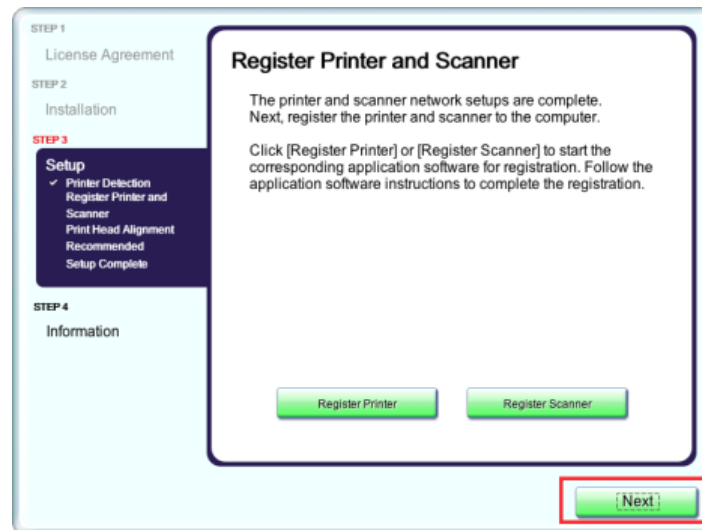 STEP 1
License Agreement
STEP 2
Installation
STEP 3
Setup
✓ Printer Detection
Register Printer and
Scanner
Print Head Alignment
Recommended
Setup Complete
STEP 4
Information
Register Printer and Scanner
The printer and scanner network setups are complete.
Next, register the printer and scanner to the computer.
Click [Register Printer] or [Register Scanner] to start the
corresponding application software for registration. Follow the
application software instructions to complete the registration.
Register Printer
Register Scanner
Next